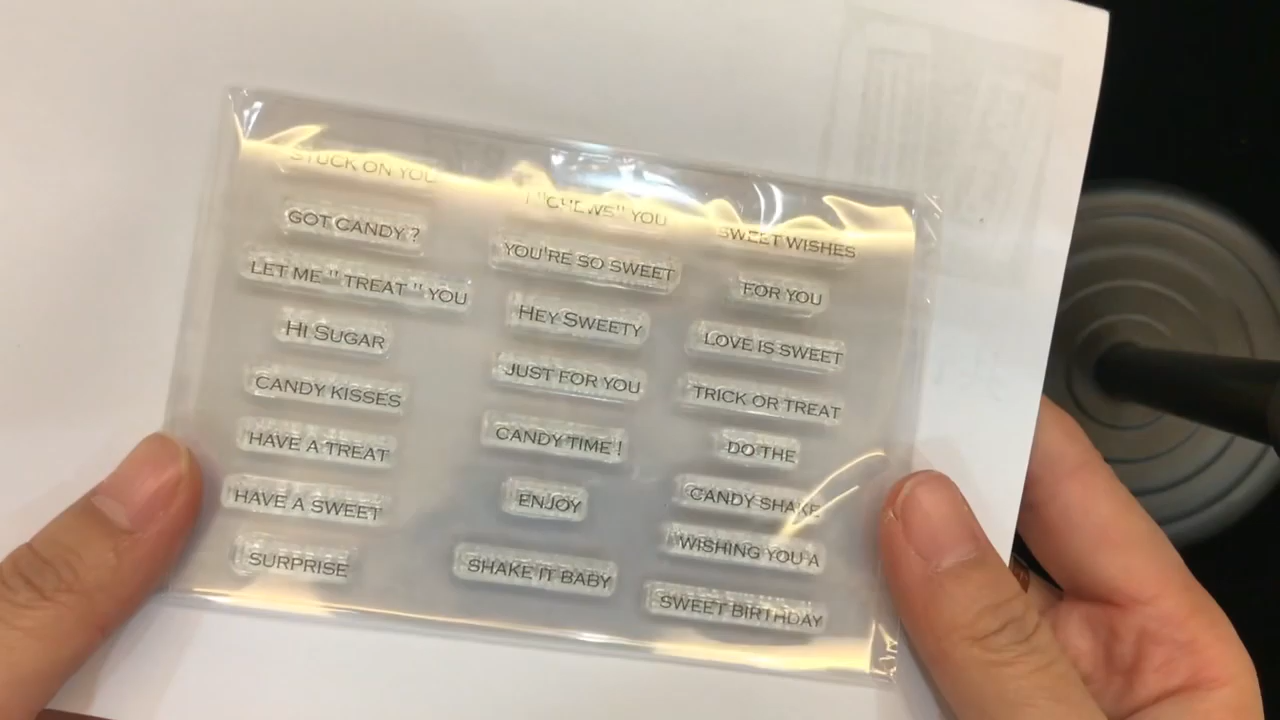 STUCK ON YOU
GOT CANDY ?
LET ME " TREAT " YOU
HI SUGAR
CANDY KISSES
HAVE A TREAT
HAVE A SWEET
SURPRISE
I "CHEWS" YOU
YOU'RE SO SWEET
HEY SWEETY
JUST FOR YOU
CANDY TIME !
ENJOY
SHAKE IT BABY
SWEET WISHES
FOR YOU
LOVE IS SWEET
TRICK OR TREAT
DO THE
CANDY SHAKE
WISHING YOU A
SWEET BIRTHDAY